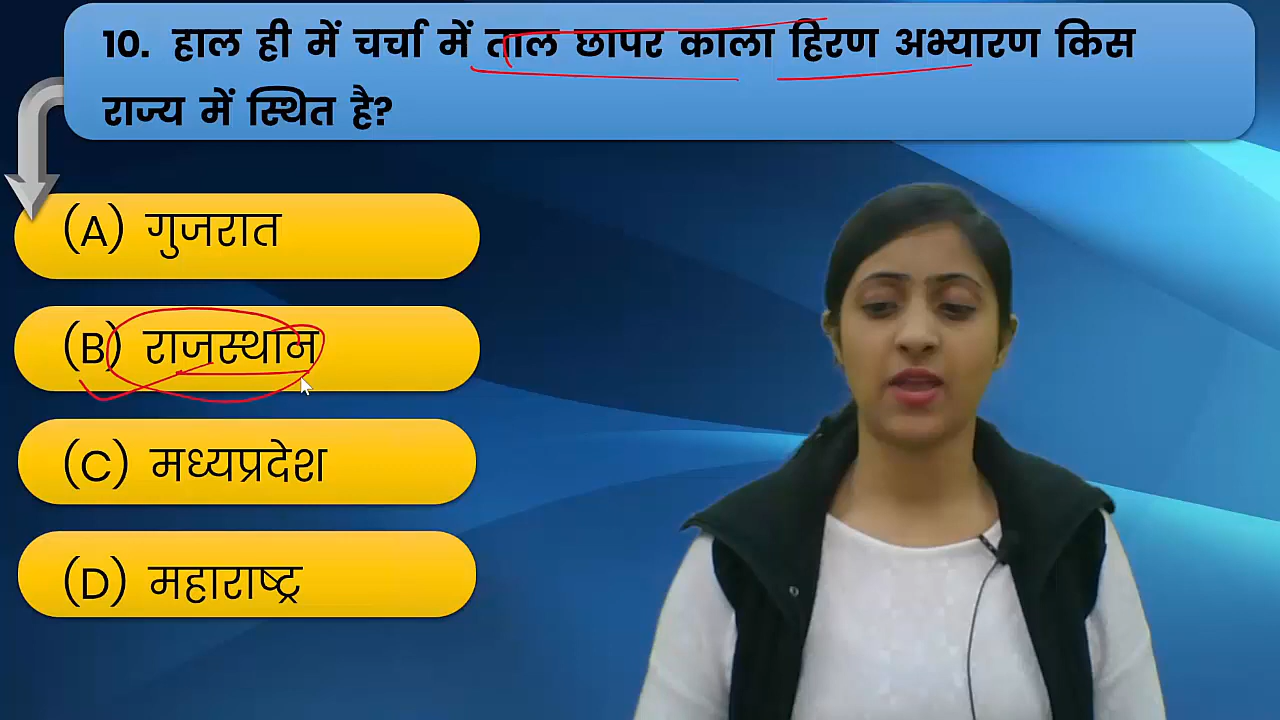 10. हाल ही में चर्चा में ताल छापर काला हिरण अभ्यारण किस
राज्य में स्थित है?
(A) गुजरात
(B) राजस्थान
(C) मध्यप्रदेश
(D) महाराष्ट्र